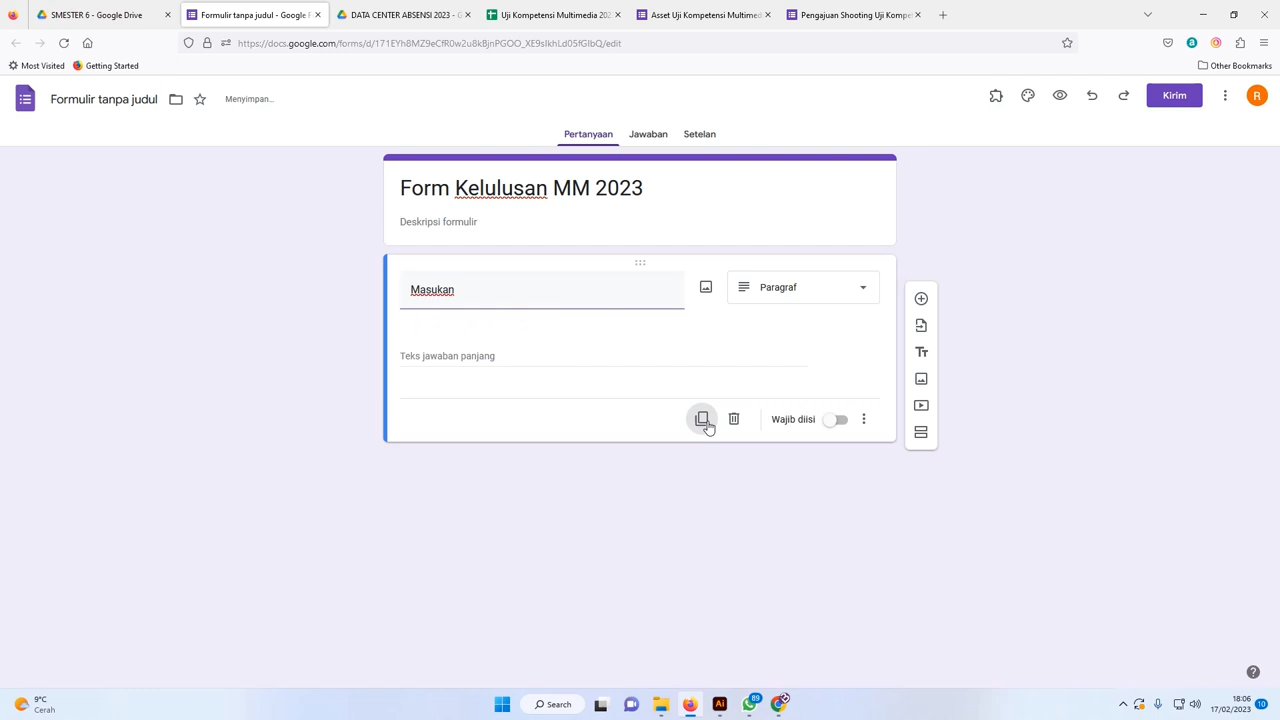 SMESTER 6 - Google Drive
Formulir tanpa judul - Google F
DATA CENTER ABSENSI 2023 - G
Uji Kompetensi Multimedia 202
Asset Uji Kompetensi Multimed
Pengajuan Shooting Uji Kompe
https://docs.google.com/forms/d/171EYh8MZ9eCfR0w2u8kBjnPGOO_XE9sIkhLd05fGIbQ/edit
Most Visited
Getting Started
Other Bookmarks
Formulir tanpa judul
Menyimpan...
Kirim
R
Pertanyaan
Jawaban
Setelan
Form Kelulusan MM 2023
Deskripsi formulir
Masukan
Paragraf
Teks jawaban panjang
Wajib diisi
9°C
Cerah
Search
Ai
89
18:06
17/02/2023
10